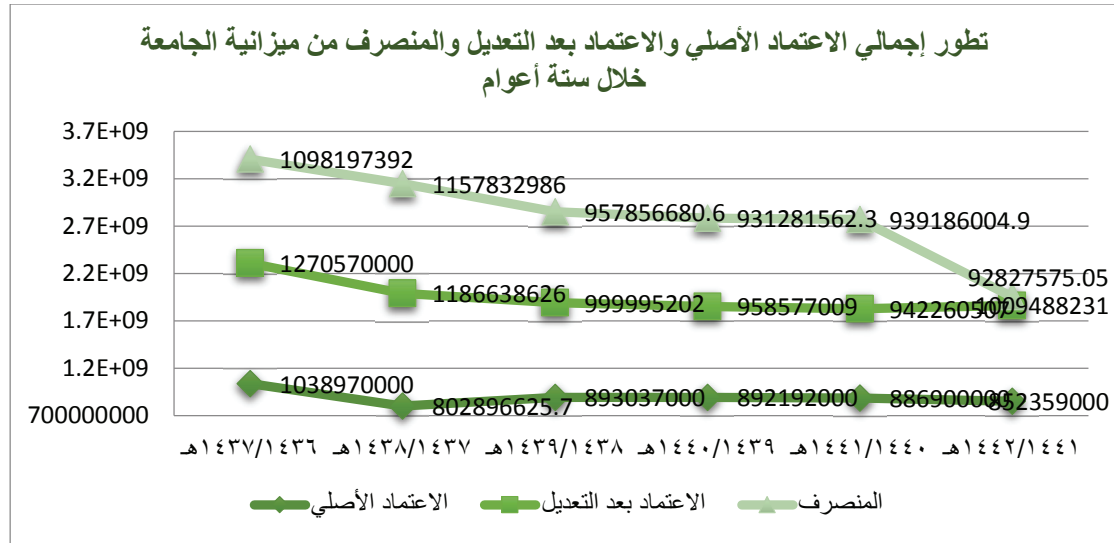 تطور إجمالي الاعتماد الأصلي والاعتماد بعد التعديل والمنصرف من ميزانية الجامعة
خلال ستة أعوام
3.7E+09
3.2E+09
2.7E+09
2.2E+09
1.7E+09
1.2E+09
700000000
1098197392
1157832986
957856680.6
931281562.3
939186004.9
92827575.05
1270570000
1186638626
999995202
958577009
942260507
1009488231
1038970000
802896625.7
893037000
892192000
886900000
852359000
١٤٣٧/١٤٣٦هـ ١٤٣٨/١٤٣٧هـ ١٤٣٩/١٤٣٨هـ ١٤٤٠/١٤٣٩هـ ١٤٤١/١٤٤٠هـ ١٤٤٢/١٤٤١هـ
الاعتماد الأصلي
الاعتماد بعد التعديل
المنصرف